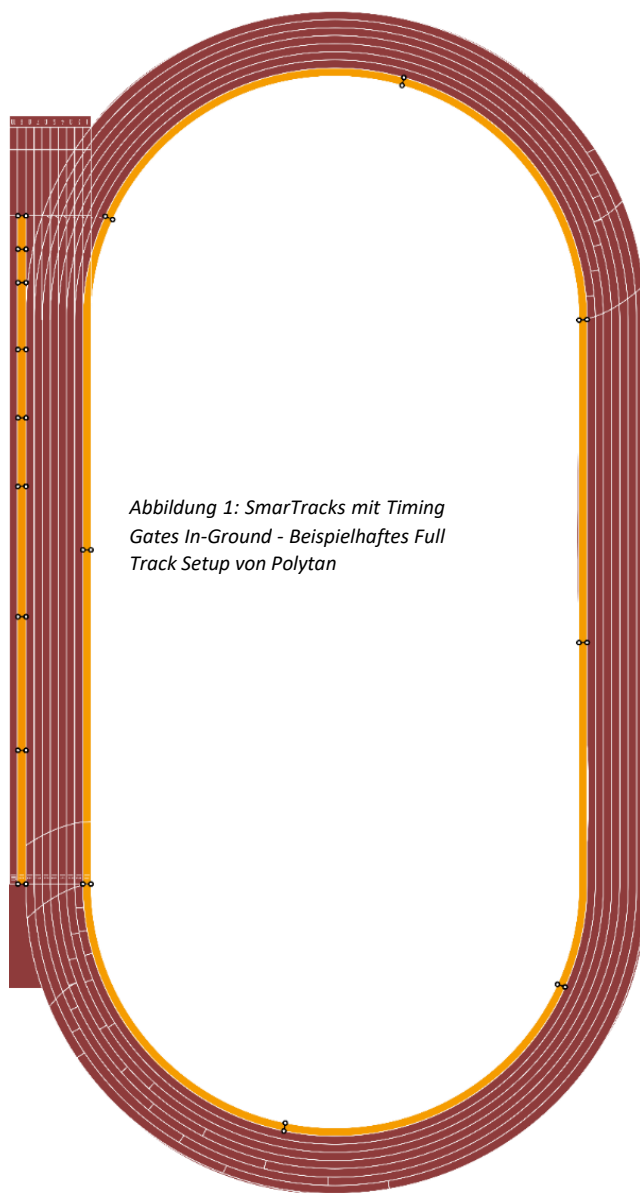 Abbildung 1: SmarTracks mit Timing
Gates In-Ground - Beispielhaftes Full
Track Setup von Polytan